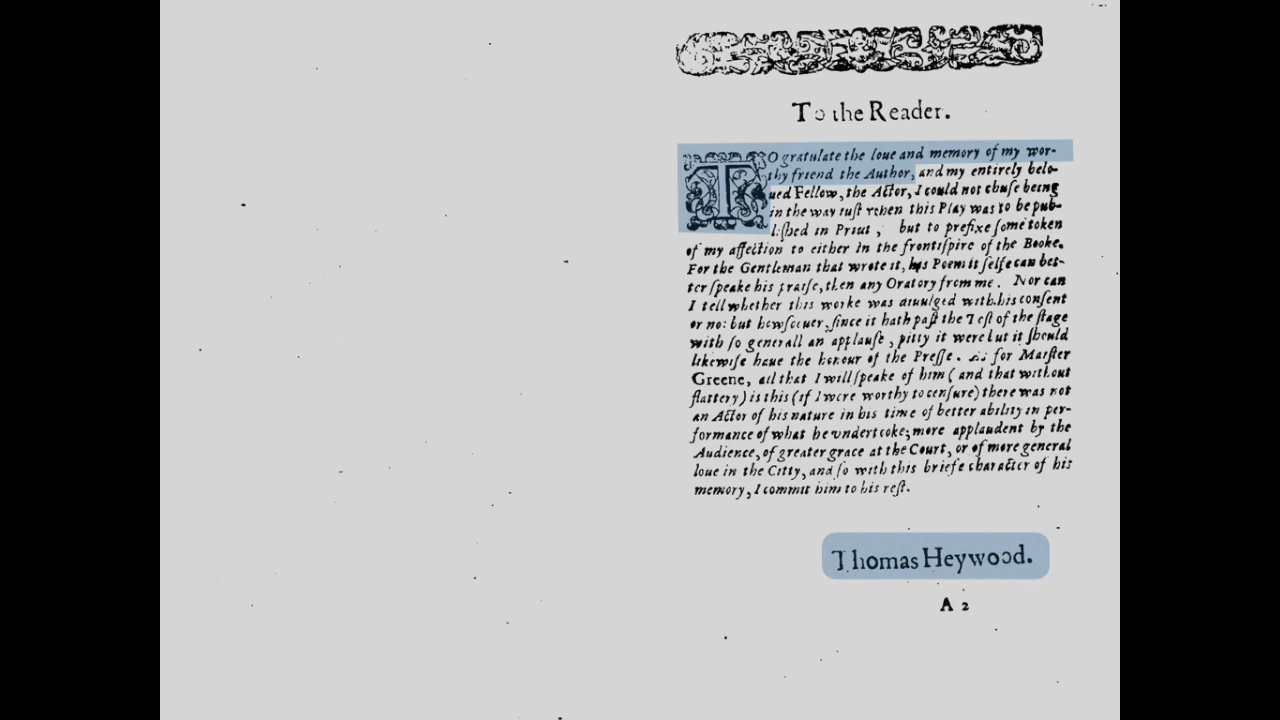 To the Reader.
TO gratulate the loue and memory of my wor-
thy friend the Author, and my entirely belo-
ued Fellow, the Actor, I could not chuse being
in the way iust when this Play was to be pub-
lished in Print, but to prefixe some token
of my affection to either in the frontispire of the Booke.
For the Gentleman that wrote it, his Poem it selfe can bet-
ter speake his praise, then any Oratory from me. Nor can
I tell whether this worke was diuulged with his consent
or no: but howsoeuer, since it hath past the Test of the stage
with so generall an applause, pitty it were but it should
likewise haue the honour of the Presse. As for Maister
Greene, all that I will speake of him (and that without
flattery) is this (if I were worthy to censure) there was not
an Actor of his nature in his time of better ability in per-
formance of what he vndertooke; more applaudent by the
Audience, of greater grace at the Court, or of more general
loue in the Citty, and so with this briefe character of his
memory, I commit him to his rest.
Thomas Heywood.
A 2